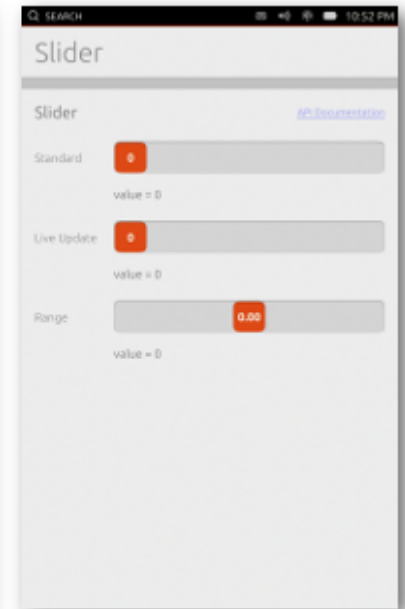 SEARCH 10:52 PM
Slider
Slider API Documentation
Standard 0
value = 0
Live Update 0
value = 0
Range 0.00
value = 0